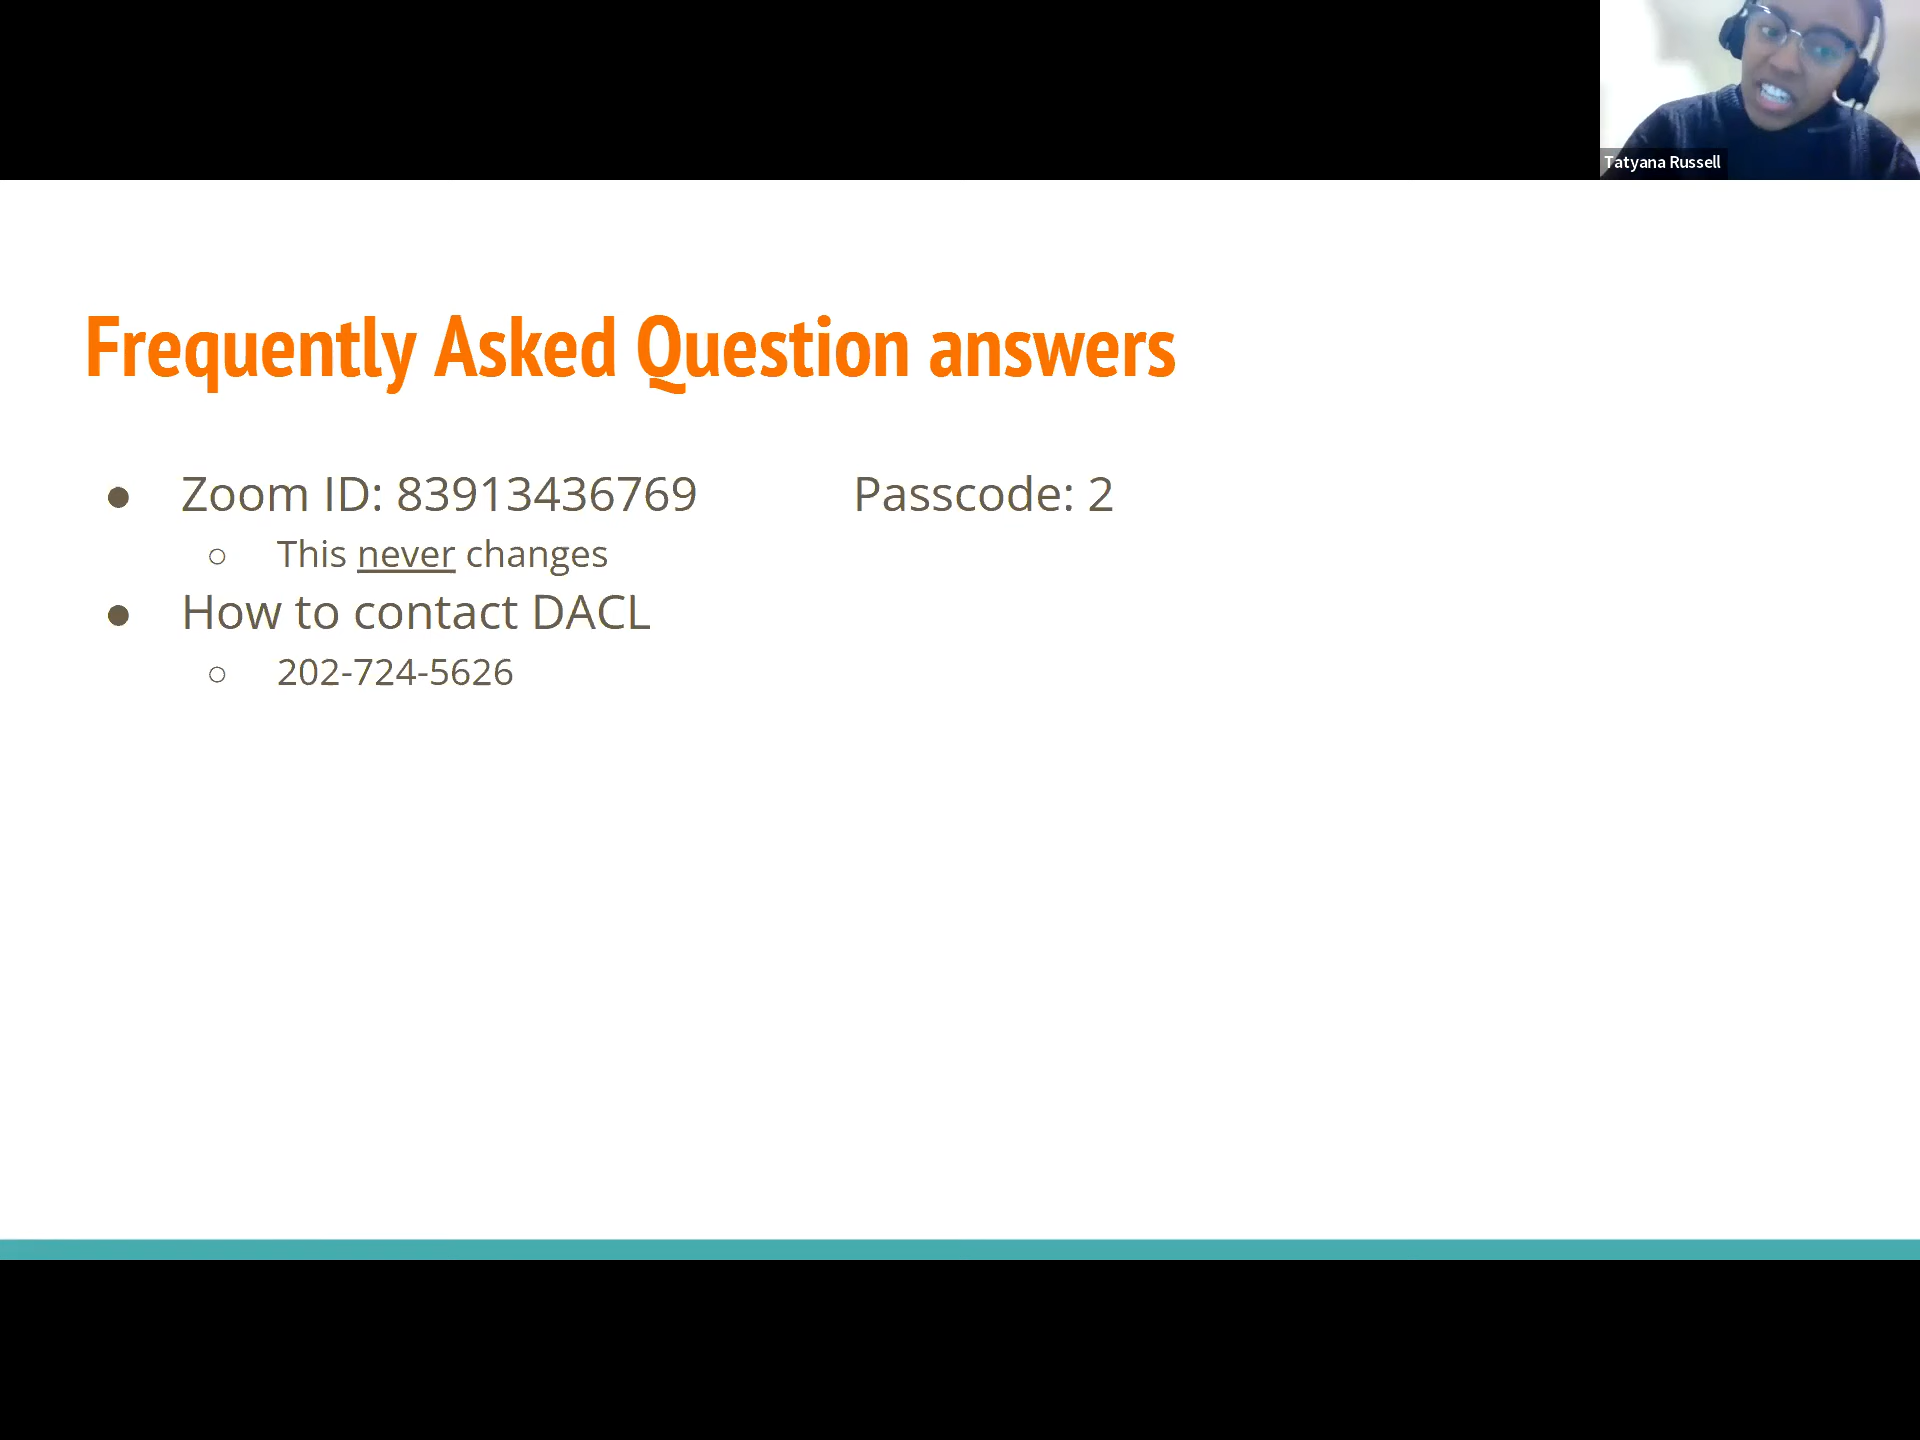 Tatyana Russell
Frequently Asked Question answers
● Zoom ID: 83913436769 Passcode: 2
○ This never changes
● How to contact DACL
○ 202-724-5626